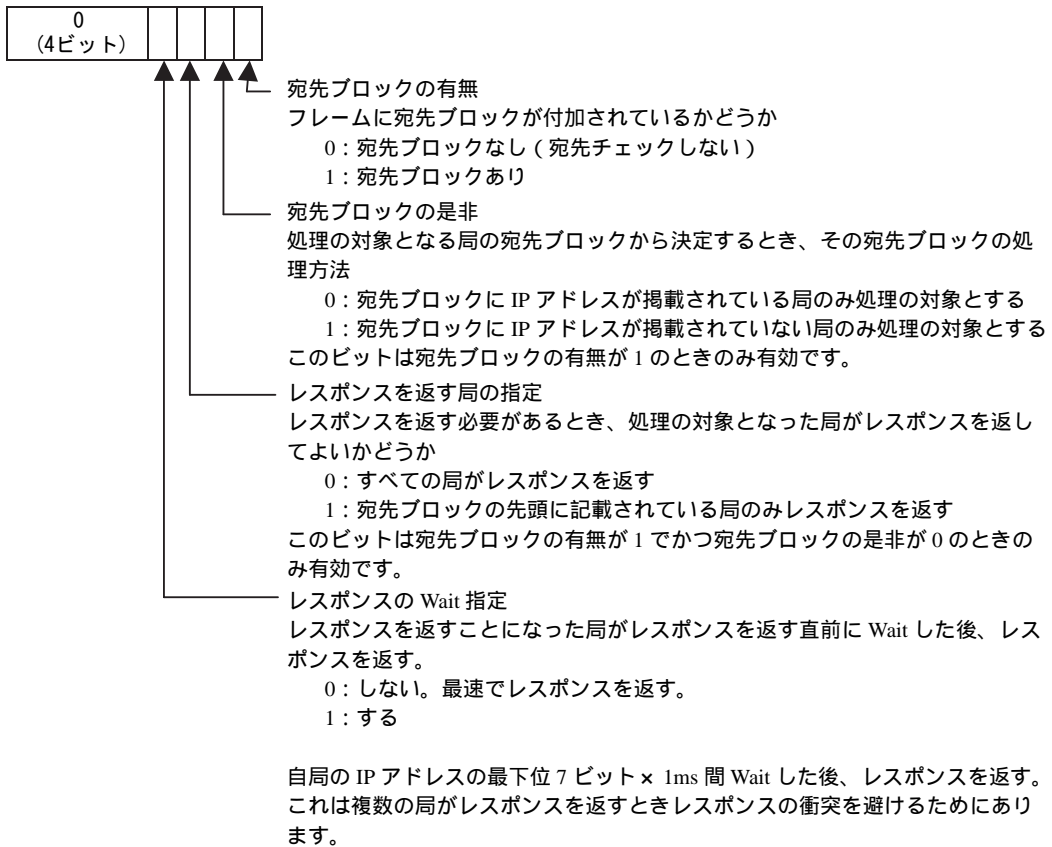 0
(4ビット)
宛先ブロックの有無
フレームに宛先ブロックが付加されているかどうか
0:宛先ブロックなし(宛先チェックしない)
1:宛先ブロックあり
宛先ブロックの是非
処理の対象となる局の宛先ブロックから決定するとき、その宛先ブロックの処
理方法
0:宛先ブロックに IP アドレスが掲載されている局のみ処理の対象とする
1:宛先ブロックに IP アドレスが掲載されていない局のみ処理の対象とする
このビットは宛先ブロックの有無が 1 のときのみ有効です。
レスポンスを返す局の指定
レスポンスを返す必要があるとき、処理の対象となった局がレスポンスを返し
てよいかどうか
0:すべての局がレスポンスを返す
1:宛先ブロックの先頭に記載されている局のみレスポンスを返す
このビットは宛先ブロックの有無が 1 でかつ宛先ブロックの是非が 0 のときの
み有効です。
レスポンスの Wait 指定
レスポンスを返すことになった局がレスポンスを返す直前に Wait した後、レス
ポンスを返す。
0:しない。最速でレスポンスを返す。
1:する
自局の IP アドレスの最下位 7 ビット× 1ms 間 Wait した後、レスポンスを返す。
これは複数の局がレスポンスを返すときレスポンスの衝突を避けるためにあり
ます。